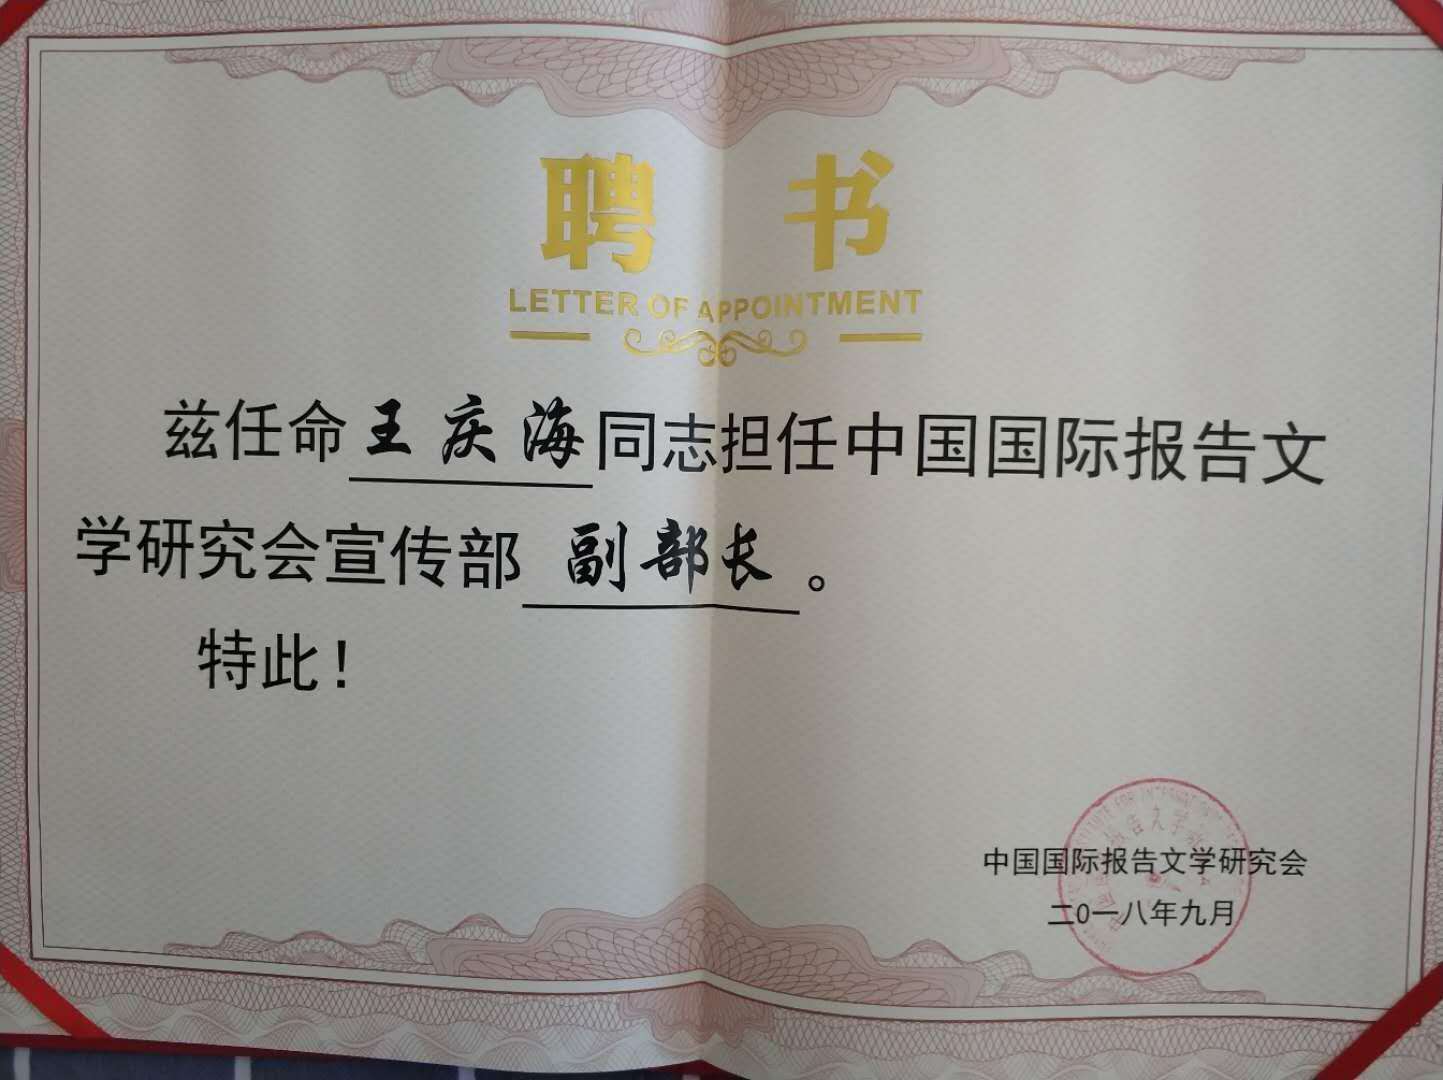 聘书
LETTER OF APPOINTMENT
兹任命王庆海同志担任中国国际报告文
学研究会宣传部副部长。
特此！
中国国际报告文学研究会
二0一八年九月